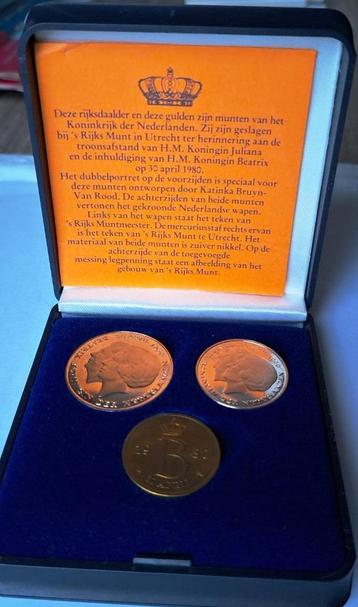 Deze rijksdaalder en deze gulden zijn munten van het
Koninkrijk der Nederlanden. Zij zijn geslagen
bij 's Rijks Munt in Utrecht ter herinnering aan de
troonsafstand van H.M. Koningin Juliana
en de inhuldiging van H.M. Koningin Beatrix
op 30 april 1980.
Het dubbelportret op de voorzijden is speciaal voor
deze munten ontworpen door Katinka Bruyn-
Van Rood. De achterzijden van beide munten
vertonen het gekroonde Nederlandse wapen.
Links van het wapen staat het teken van
's Rijks Muntmeester. De mercuriusstaf rechts ervan
is het teken van 's Rijks Munt te Utrecht. Het
materiaal van beide munten is zuiver nikkel. Op de
achterzijde van de toegevoegde
messing legpenning staat een afbeelding van het
gebouw van 's Rijks Munt.
19 B 80
30 APRIL